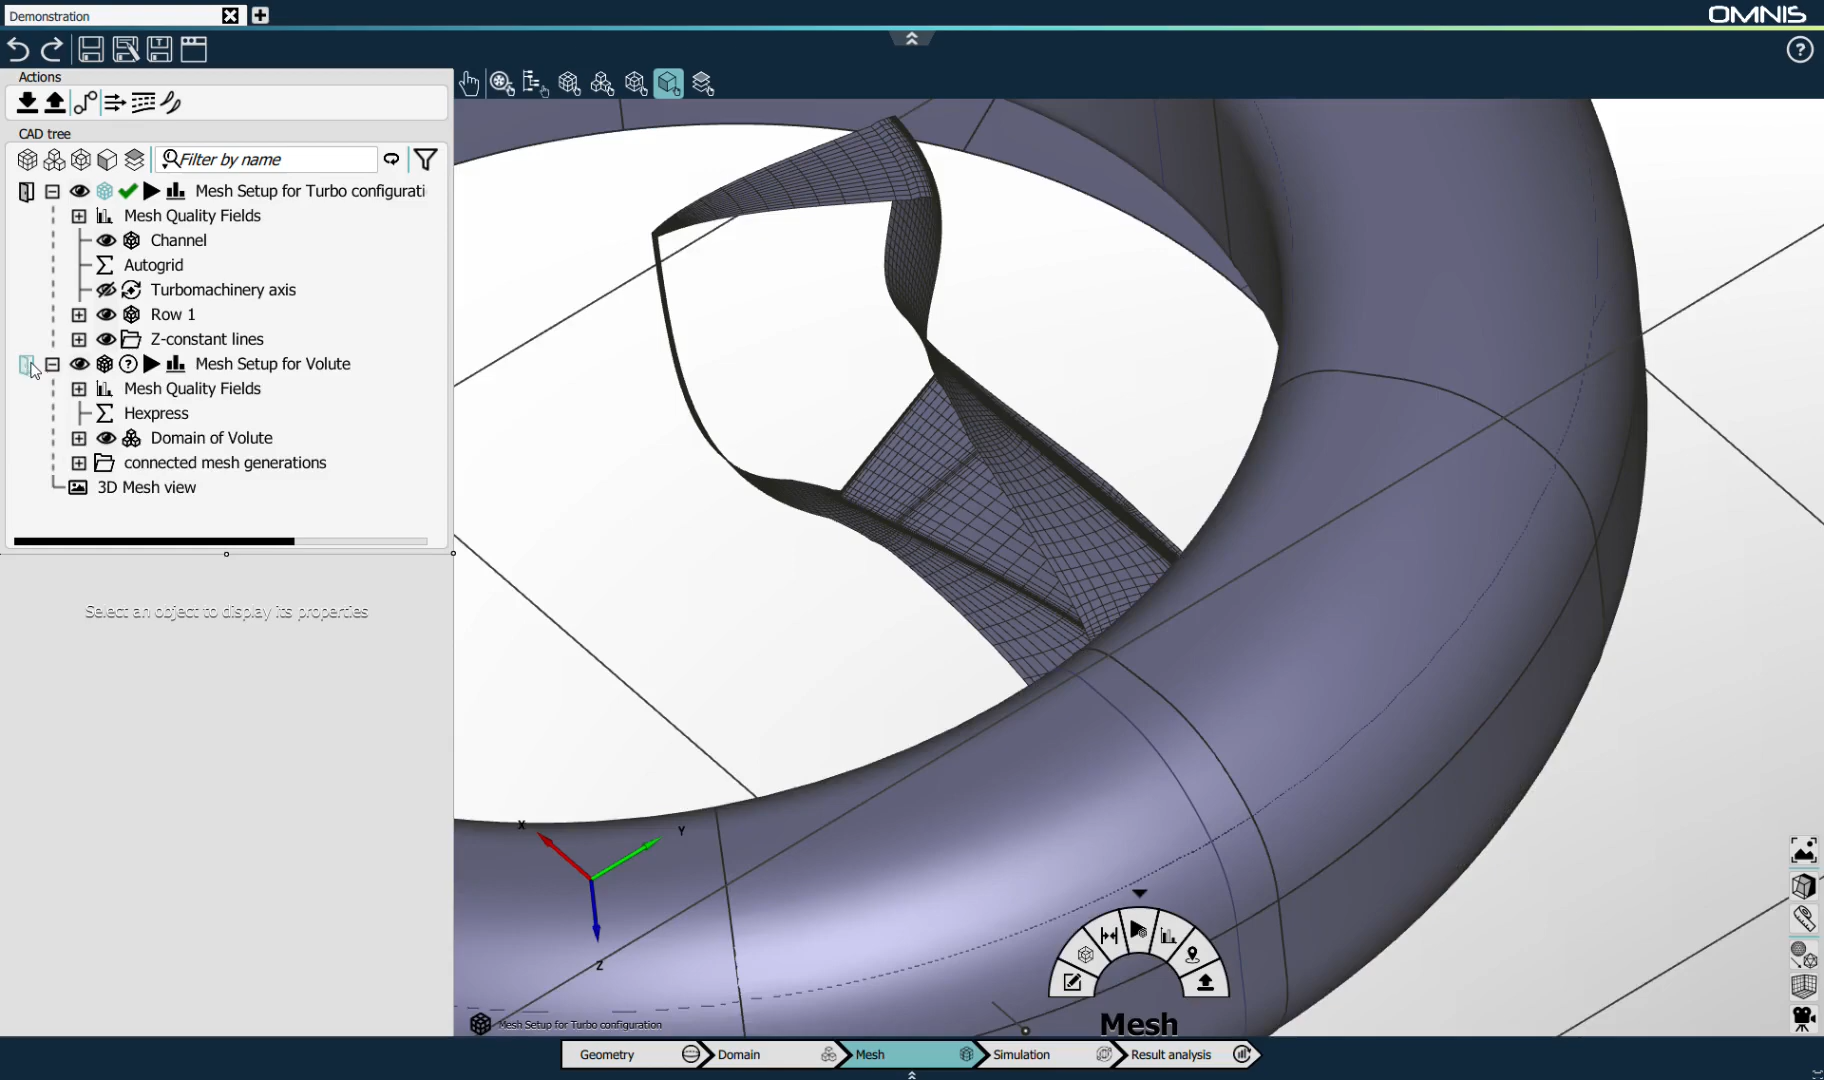 Demonstration
OMNIS
Actions
CAD tree
Filter by name
Mesh Setup for Turbo configurati
Mesh Quality Fields
Channel
Autogrid
Turbomachinery axis
Row 1
Z-constant lines
Mesh Setup for Volute
Mesh Quality Fields
Hexpress
Domain of Volute
connected mesh generations
3D Mesh view
Select an object to display its properties
X
Y
Z
Mesh Setup for Turbo configuration
Mesh
Geometry
Domain
Mesh
Simulation
Result analysis